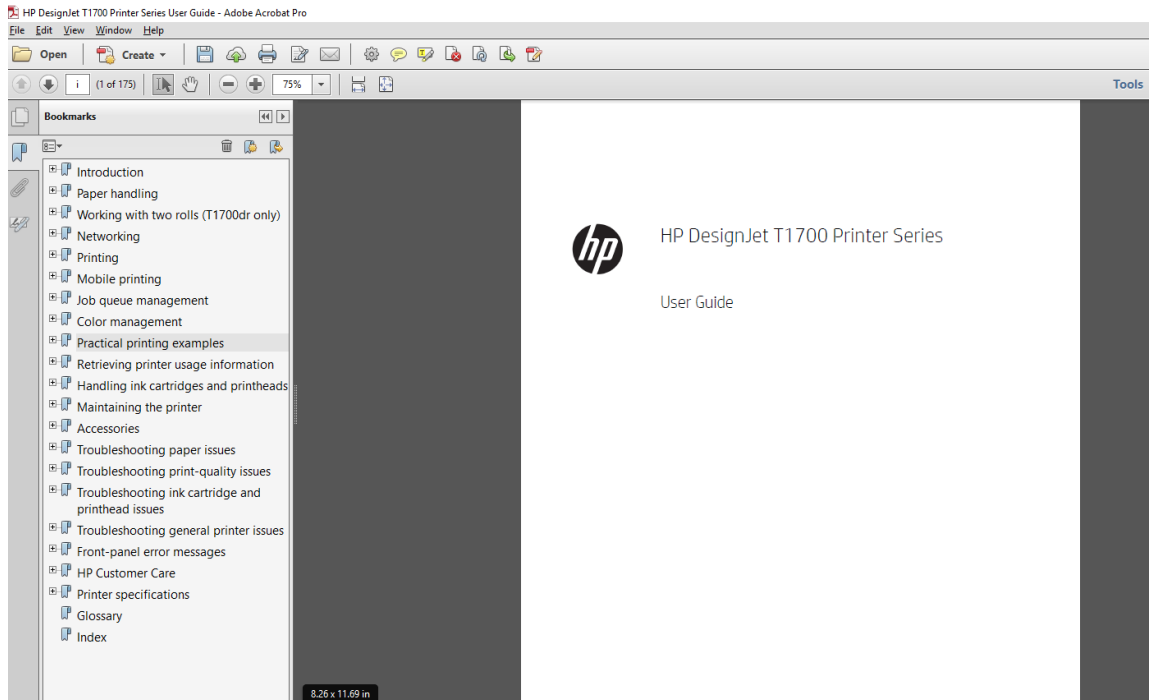 HP DesignJet T1700 Printer Series User Guide - Adobe Acrobat Pro
File Edit View Window Help
Open Create
i (1 of 175) 75% Tools
Bookmarks
Introduction
Paper handling
Working with two rolls (T1700dr only)
Networking
Printing
Mobile printing
Job queue management
Color management
Practical printing examples
Retrieving printer usage information
Handling ink cartridges and printheads
Maintaining the printer
Accessories
Troubleshooting paper issues
Troubleshooting print-quality issues
Troubleshooting ink cartridge and
printhead issues
Troubleshooting general printer issues
Front-panel error messages
HP Customer Care
Printer specifications
Glossary
Index
hp
HP DesignJet T1700 Printer Series
User Guide
8.26 x 11.69 in